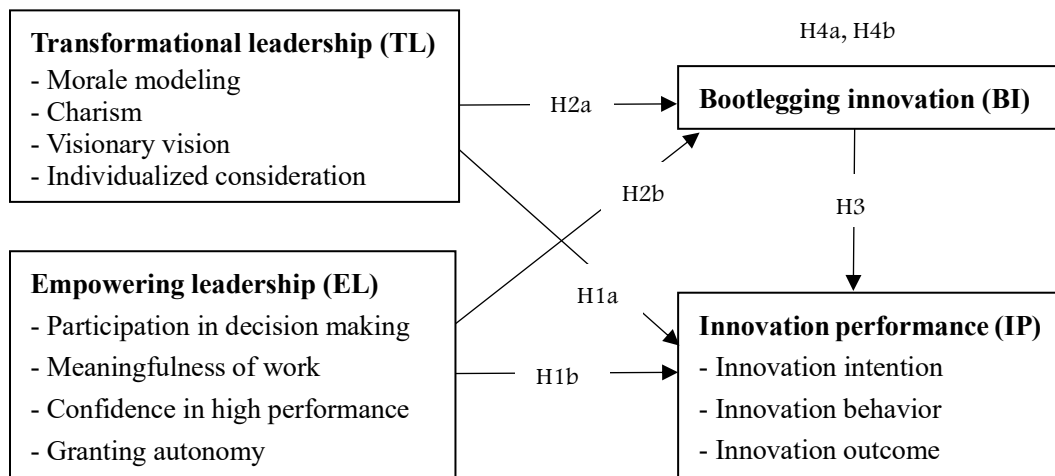 Transformational leadership (TL)
- Morale modeling
- Charism
- Visionary vision
- Individualized consideration
H4a, H4b
Bootlegging innovation (BI)
H2a
H2b
H3
H1a
H1b
Empowering leadership (EL)
- Participation in decision making
- Meaningfulness of work
- Confidence in high performance
- Granting autonomy
Innovation performance (IP)
- Innovation intention
- Innovation behavior
- Innovation outcome